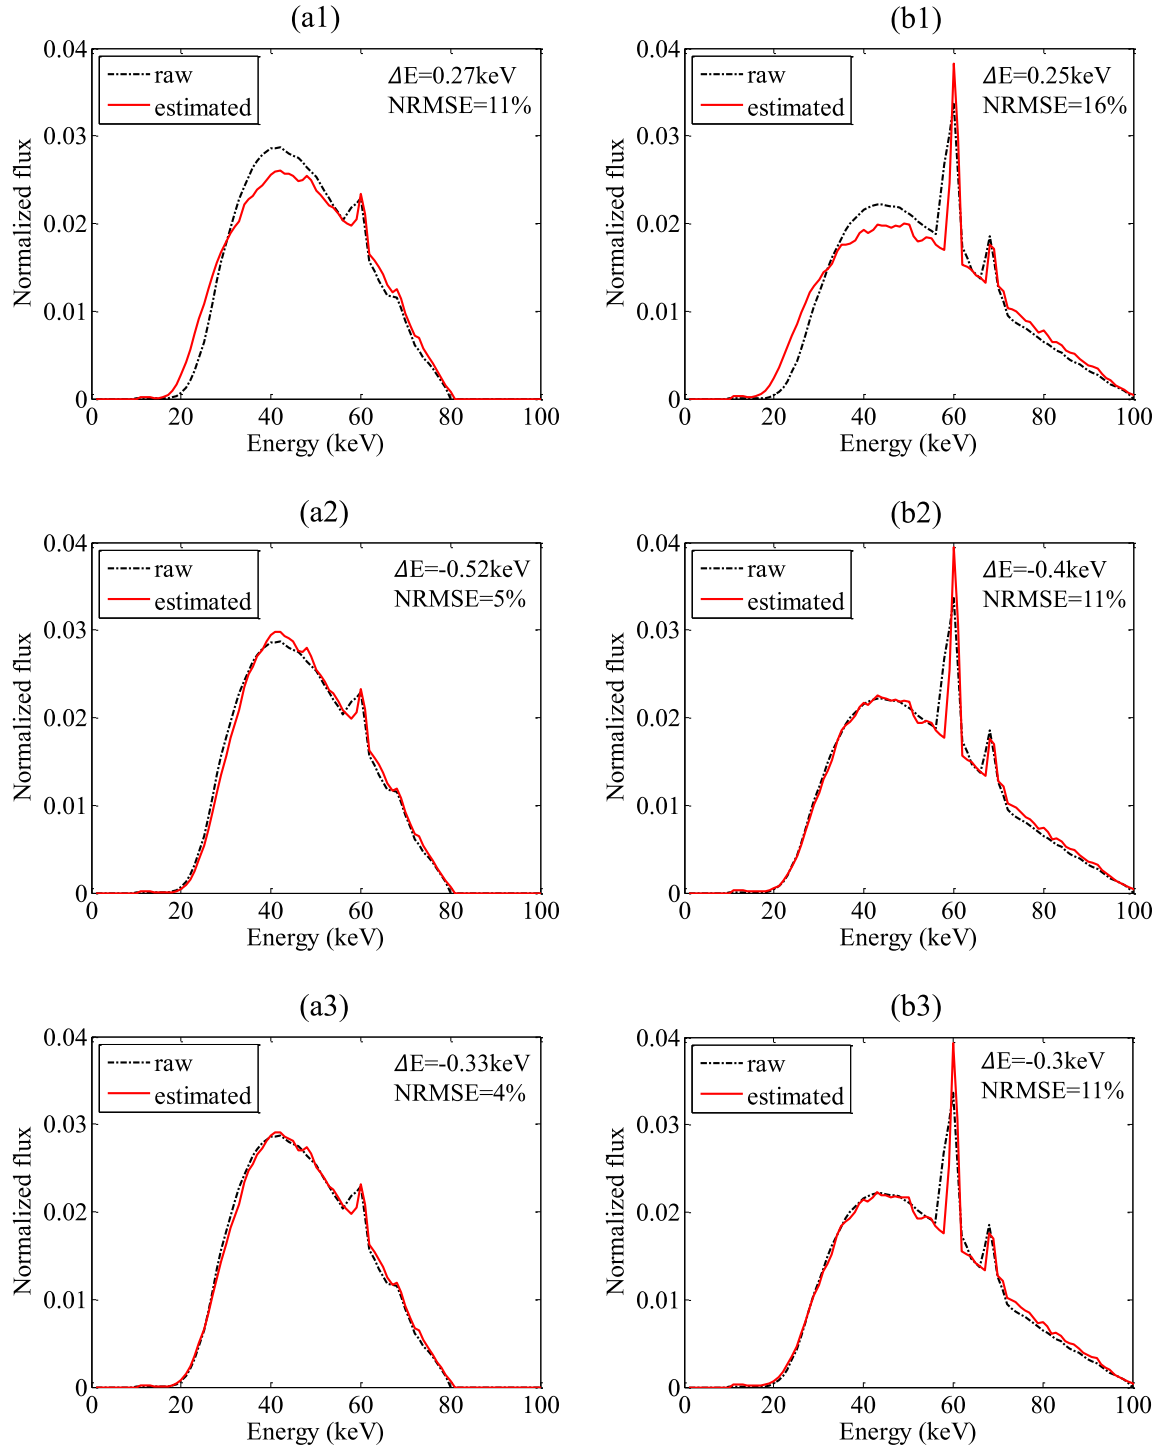 (a1)
0.04
0.03
0.02
0.01
0
0 20 40 60 80 100
Normalized flux
Energy (keV)
raw
estimated
ΔE=0.27keV
NRMSE=11%
(b1)
0.04
0.03
0.02
0.01
0
0 20 40 60 80 100
Normalized flux
Energy (keV)
raw
estimated
ΔE=0.25keV
NRMSE=16%
(a2)
0.04
0.03
0.02
0.01
0
0 20 40 60 80 100
Normalized flux
Energy (keV)
raw
estimated
ΔE=-0.52keV
NRMSE=5%
(b2)
0.04
0.03
0.02
0.01
0
0 20 40 60 80 100
Normalized flux
Energy (keV)
raw
estimated
ΔE=-0.4keV
NRMSE=11%
(a3)
0.04
0.03
0.02
0.01
0
0 20 40 60 80 100
Normalized flux
Energy (keV)
raw
estimated
ΔE=-0.33keV
NRMSE=4%
(b3)
0.04
0.03
0.02
0.01
0
0 20 40 60 80 100
Normalized flux
Energy (keV)
raw
estimated
ΔE=-0.3keV
NRMSE=11%